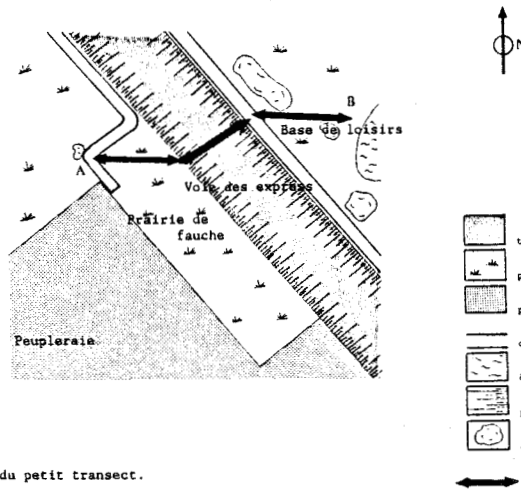 N
B
Base de loisirs
A
Voie des express
Prairie de
fauche
Peupleraie
du petit transect.